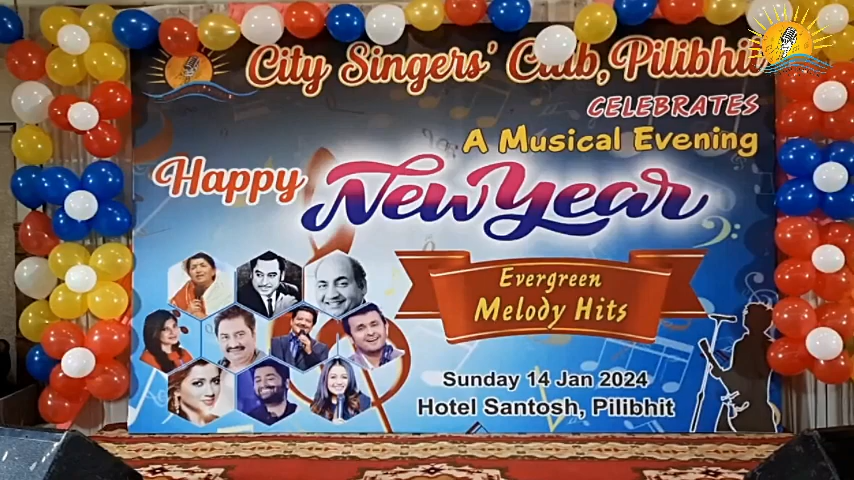 City Singers' Club, Pilibhit
CELEBRATES
A Musical Evening
Happy
New Year
Evergreen
Melody Hits
Sunday 14 Jan 2024
Hotel Santosh, Pilibhit